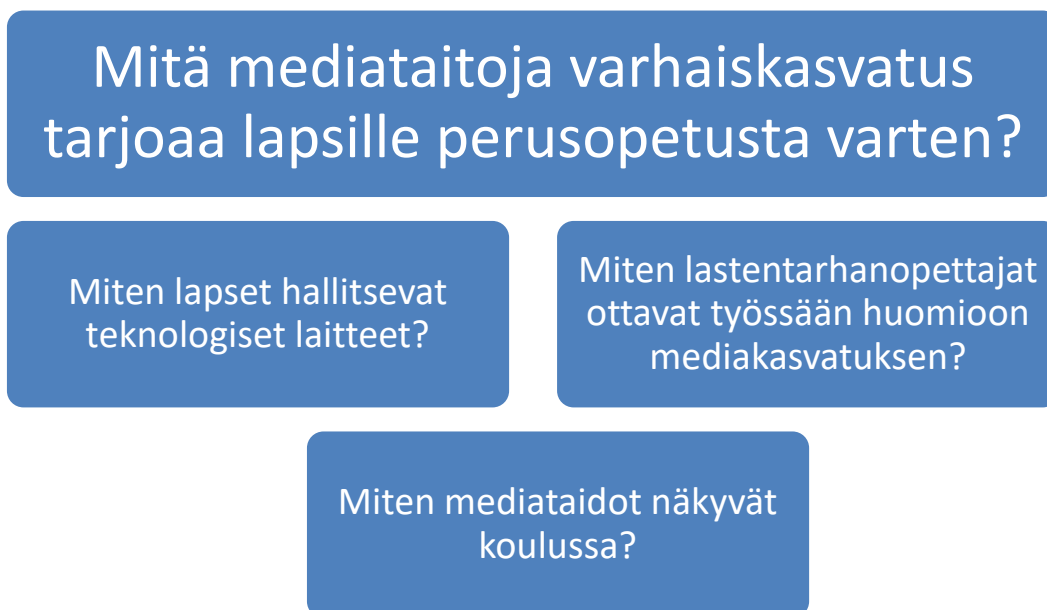 Mitä mediataitoja varhaiskasvatus
tarjoaa lapsille perusopetusta varten?
Miten lapset hallitsevat
teknologiset laitteet?
Miten lastentarhanopettajat
ottavat työssään huomioon
mediakasvatuksen?
Miten mediataidot näkyvät
koulussa?